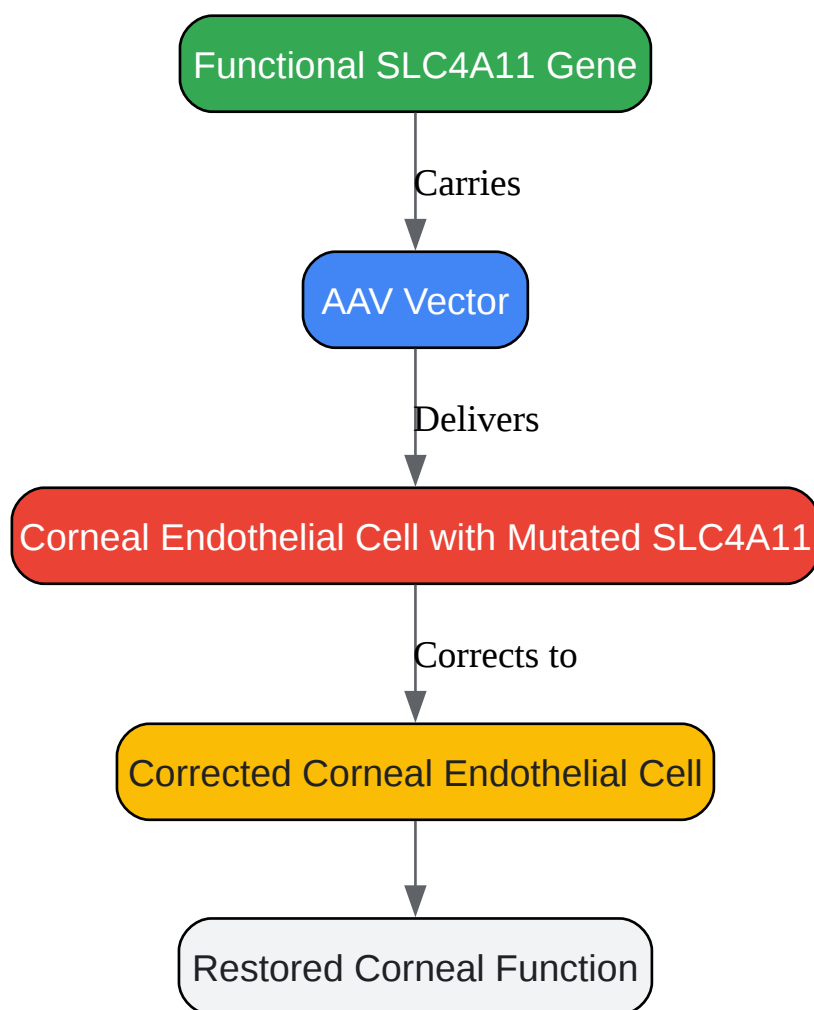 Functional SLC4A11 Gene
Carries
AAV Vector
Delivers
Corneal Endothelial Cell with Mutated SLC4A11
Corrects to
Corrected Corneal Endothelial Cell
Restored Corneal Function